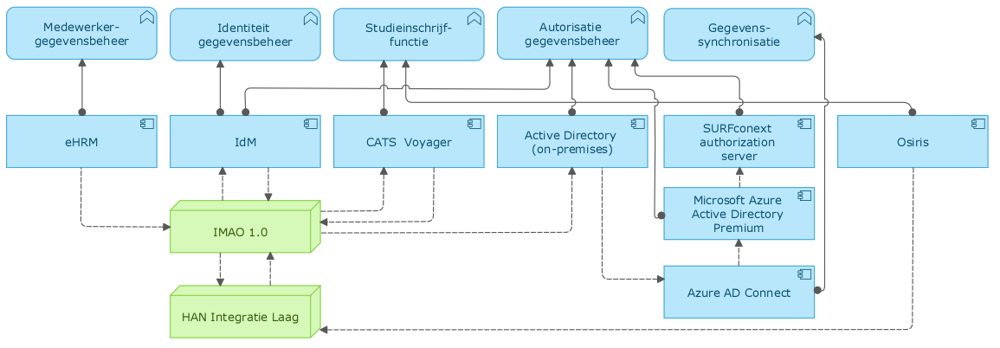 Medewerker-
gegevensbeheer
Identiteit
gegevensbeheer
Studieinschrijf-
functie
Autorisatie
gegevensbeheer
Gegevens-
synchronisatie
eHRM
IdM
CATS  Voyager
Active Directory
(on-premises)
SURFconext
authorization
server
Osiris
Microsoft Azure
Active Directory
Premium
IMAO 1.0
Azure AD Connect
HAN Integratie Laag